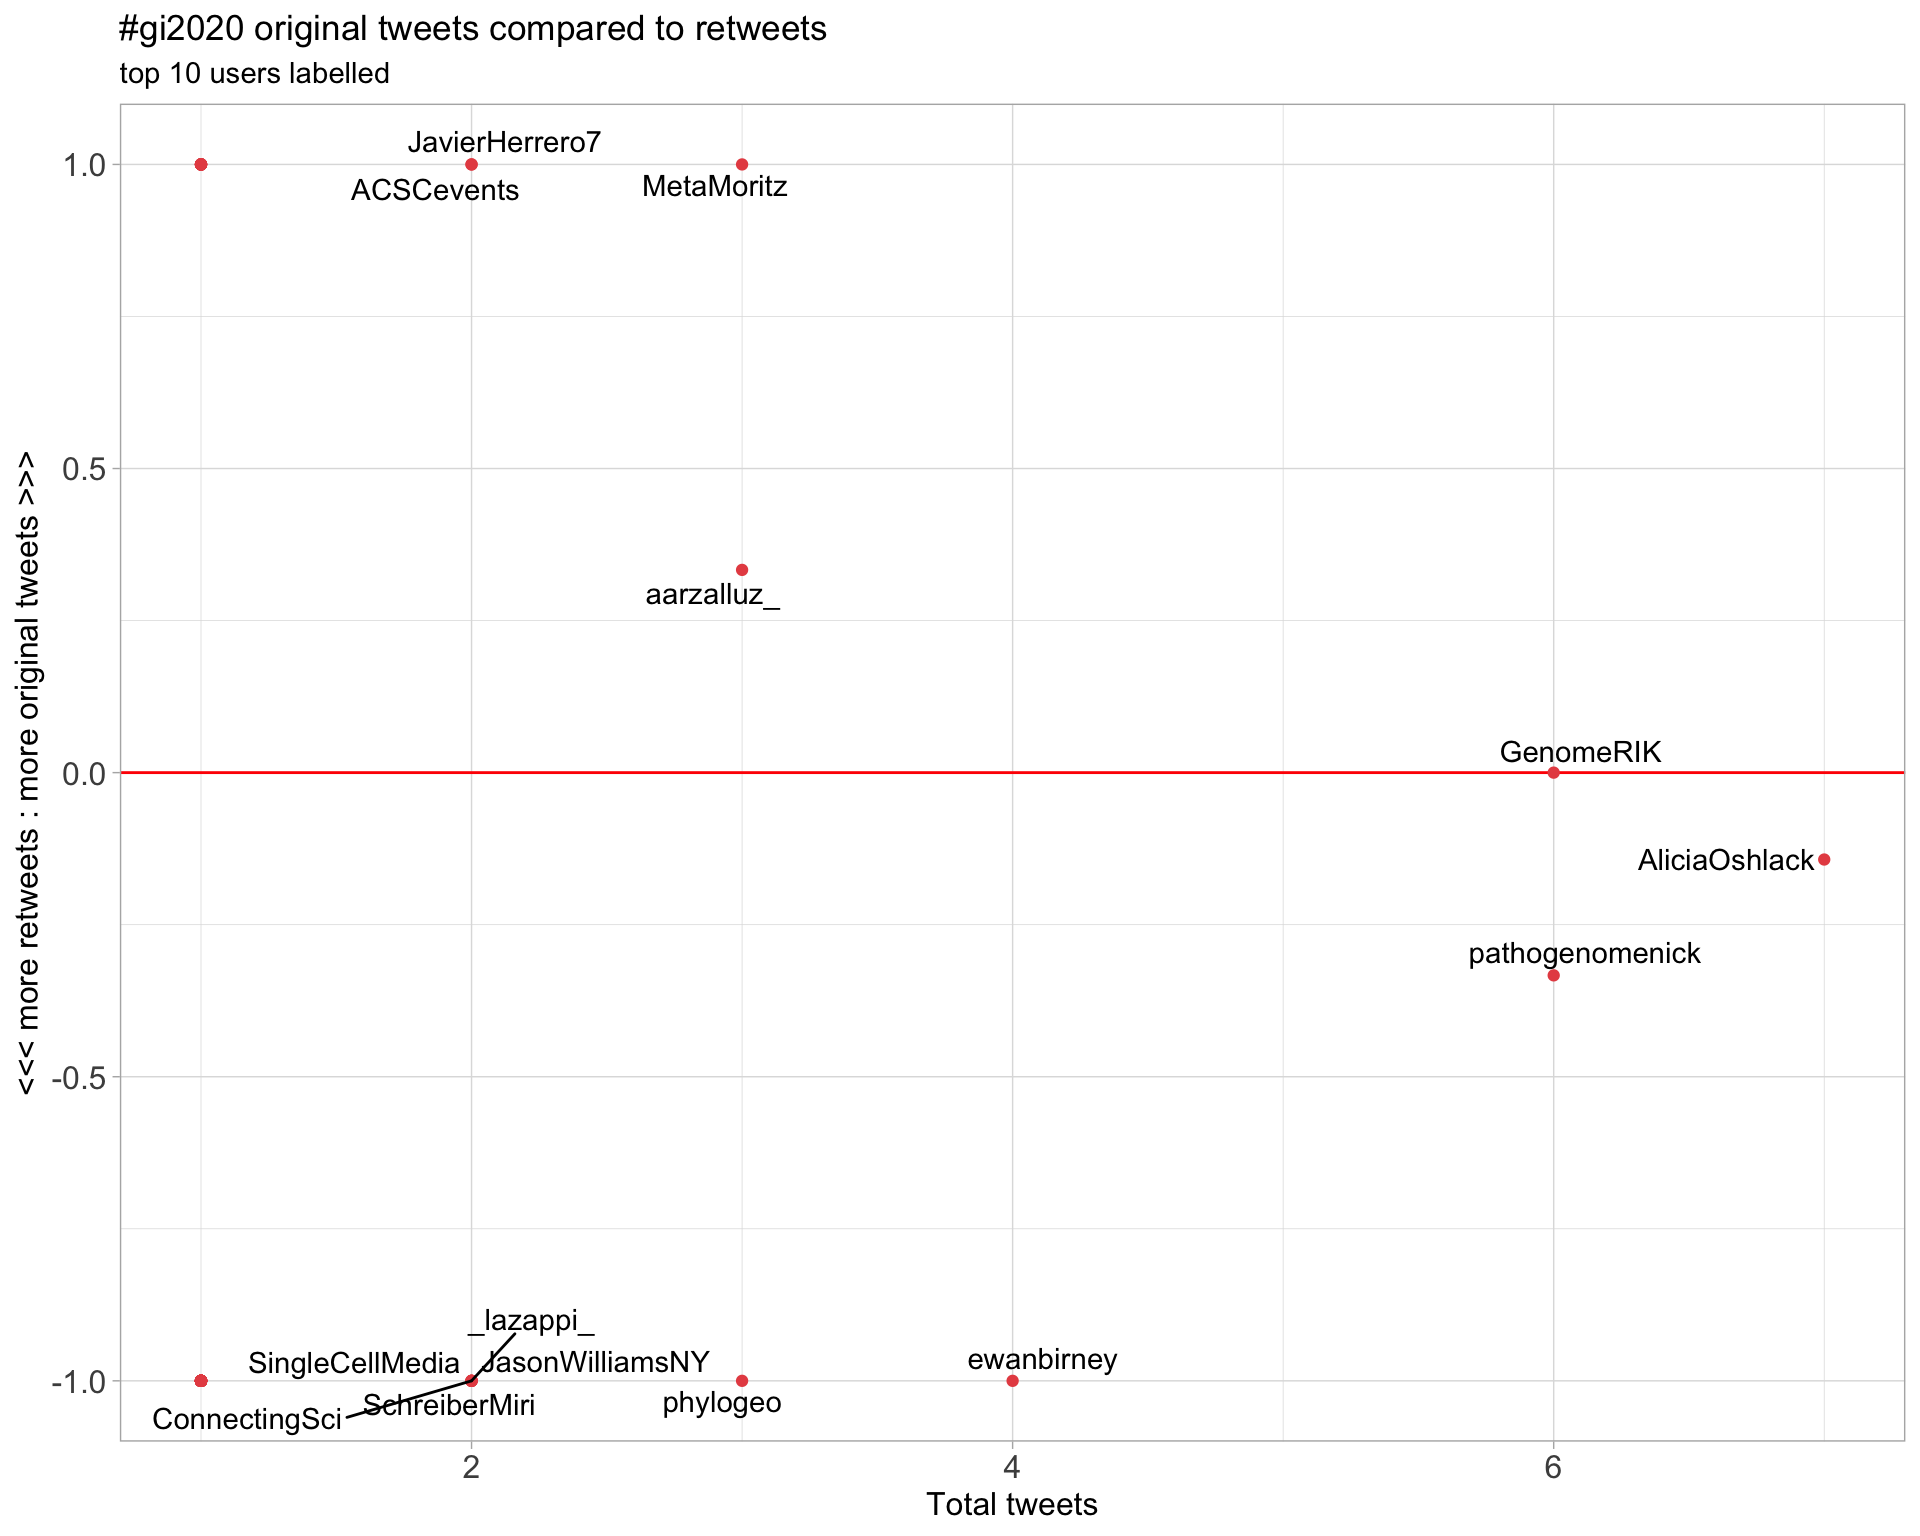 #gi2020 original tweets compared to retweets
top 10 users labelled
<<< more retweets : more original tweets >>>
1.0
0.5
0.0
-0.5
-1.0
JavierHerrero7
ACSCevents
MetaMoritz
aarzalluz_
GenomeRIK
AliciaOshlack
pathogenomenick
_lazappi_
SingleCellMedia
JasonWilliamsNY
ewanbirney
ConnectingSci
SchreiberMiri
phylogeo
2
4
6
Total tweets